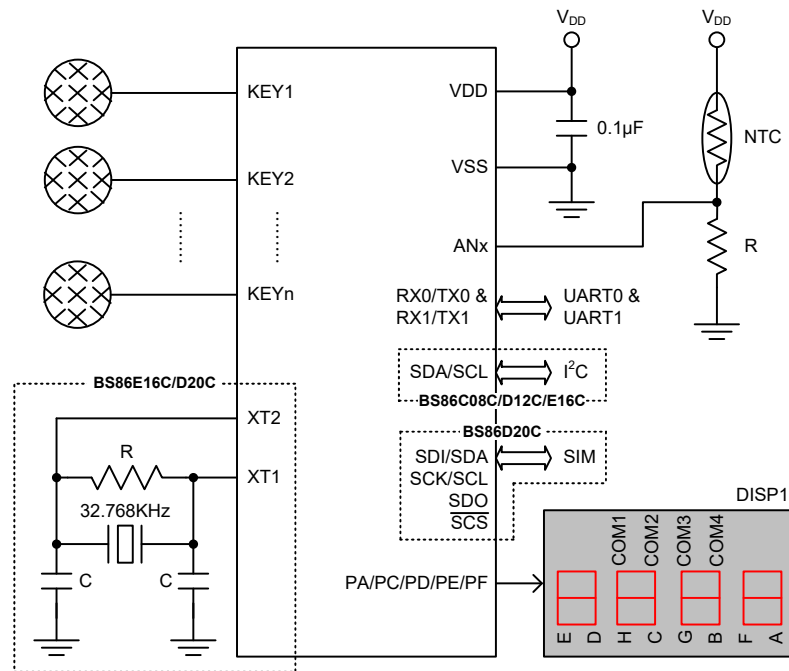 VDD
VDD
KEY1
VDD
0.1µF
NTC
VSS
KEY2
ANx
R
KEYn
RX0/TX0 &
RX1/TX1
UART0 &
UART1
SDA/SCL
I²C
BS86C08C/D12C/E16C
BS86E16C/D20C
XT2
BS86D20C
R
XT1
SDI/SDA
SIM
SCK/SCL
SDO
SCS
32.768KHz
DISP1
COM1
COM2
COM3
COM4
C
C
PA/PC/PD/PE/PF
E
D
H
C
G
B
F
A